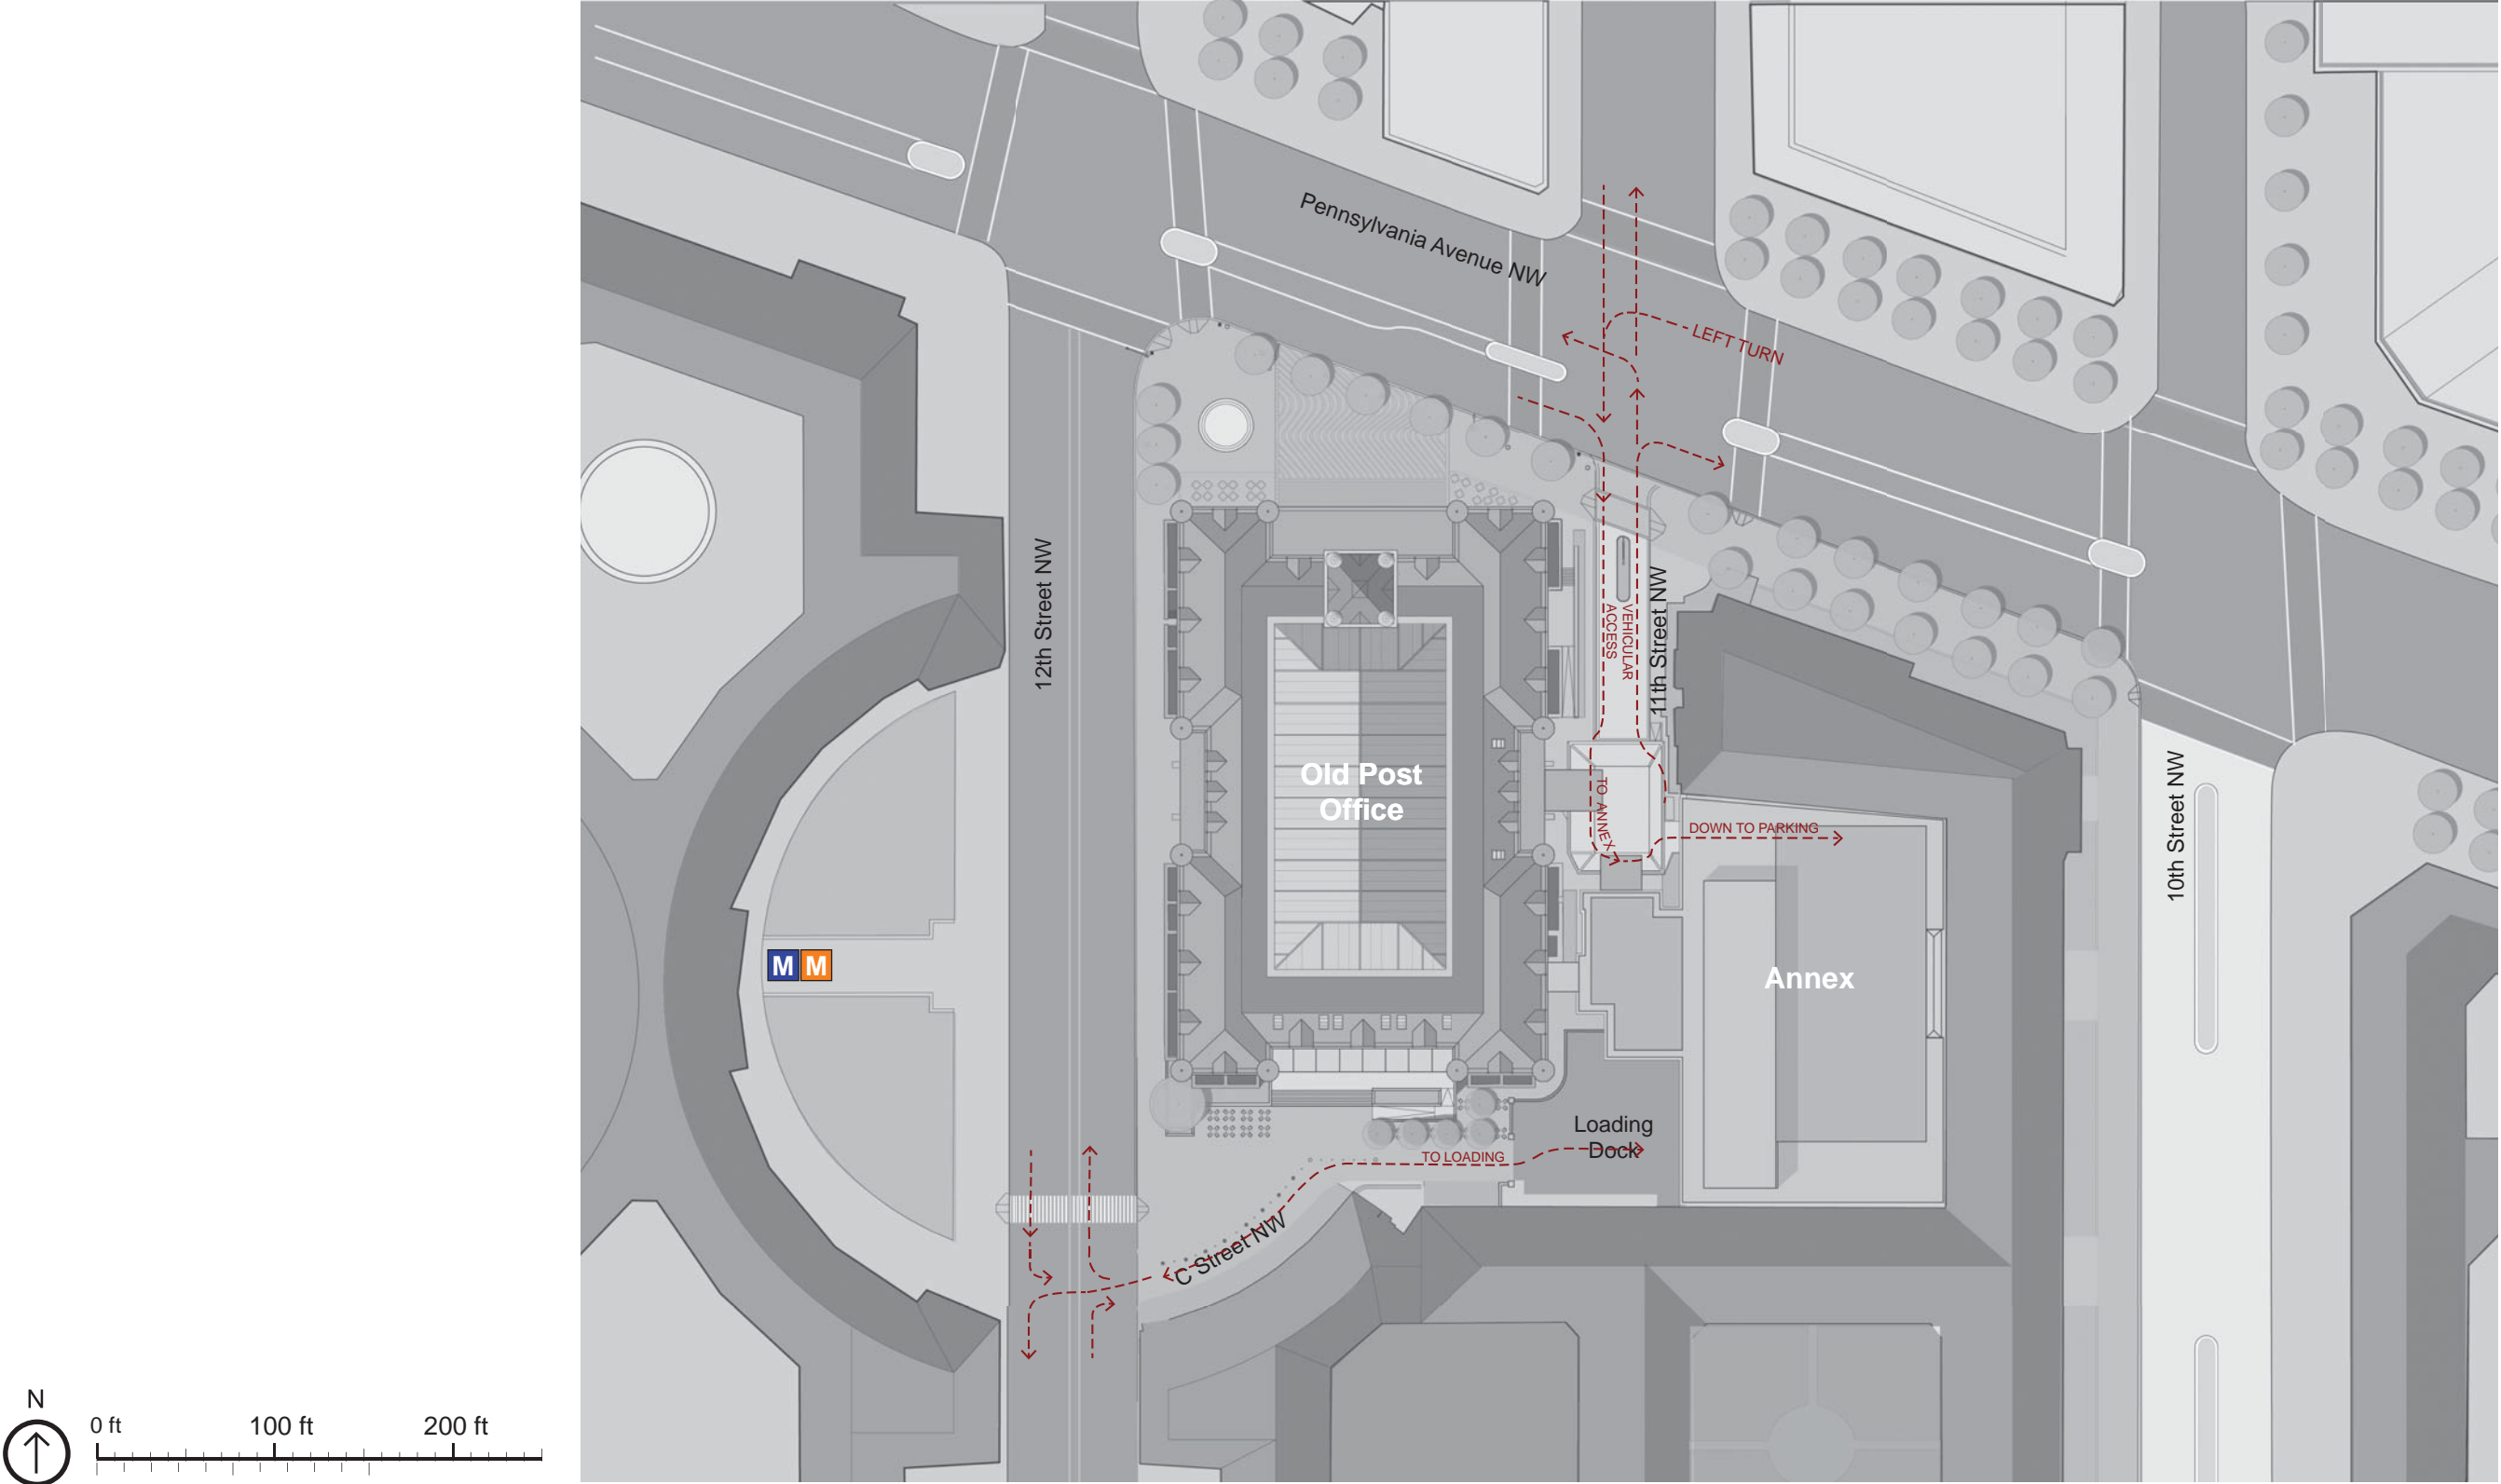 Pennsylvania Avenue NW
LEFT TURN
12th Street NW
VEHICULAR
ACCESS
11th Street NW
Old Post
Office
TO ANNEX
DOWN TO PARKING
10th Street NW
M M
Annex
Loading
Dock
TO LOADING
C Street NW
N
0 ft 100 ft 200 ft